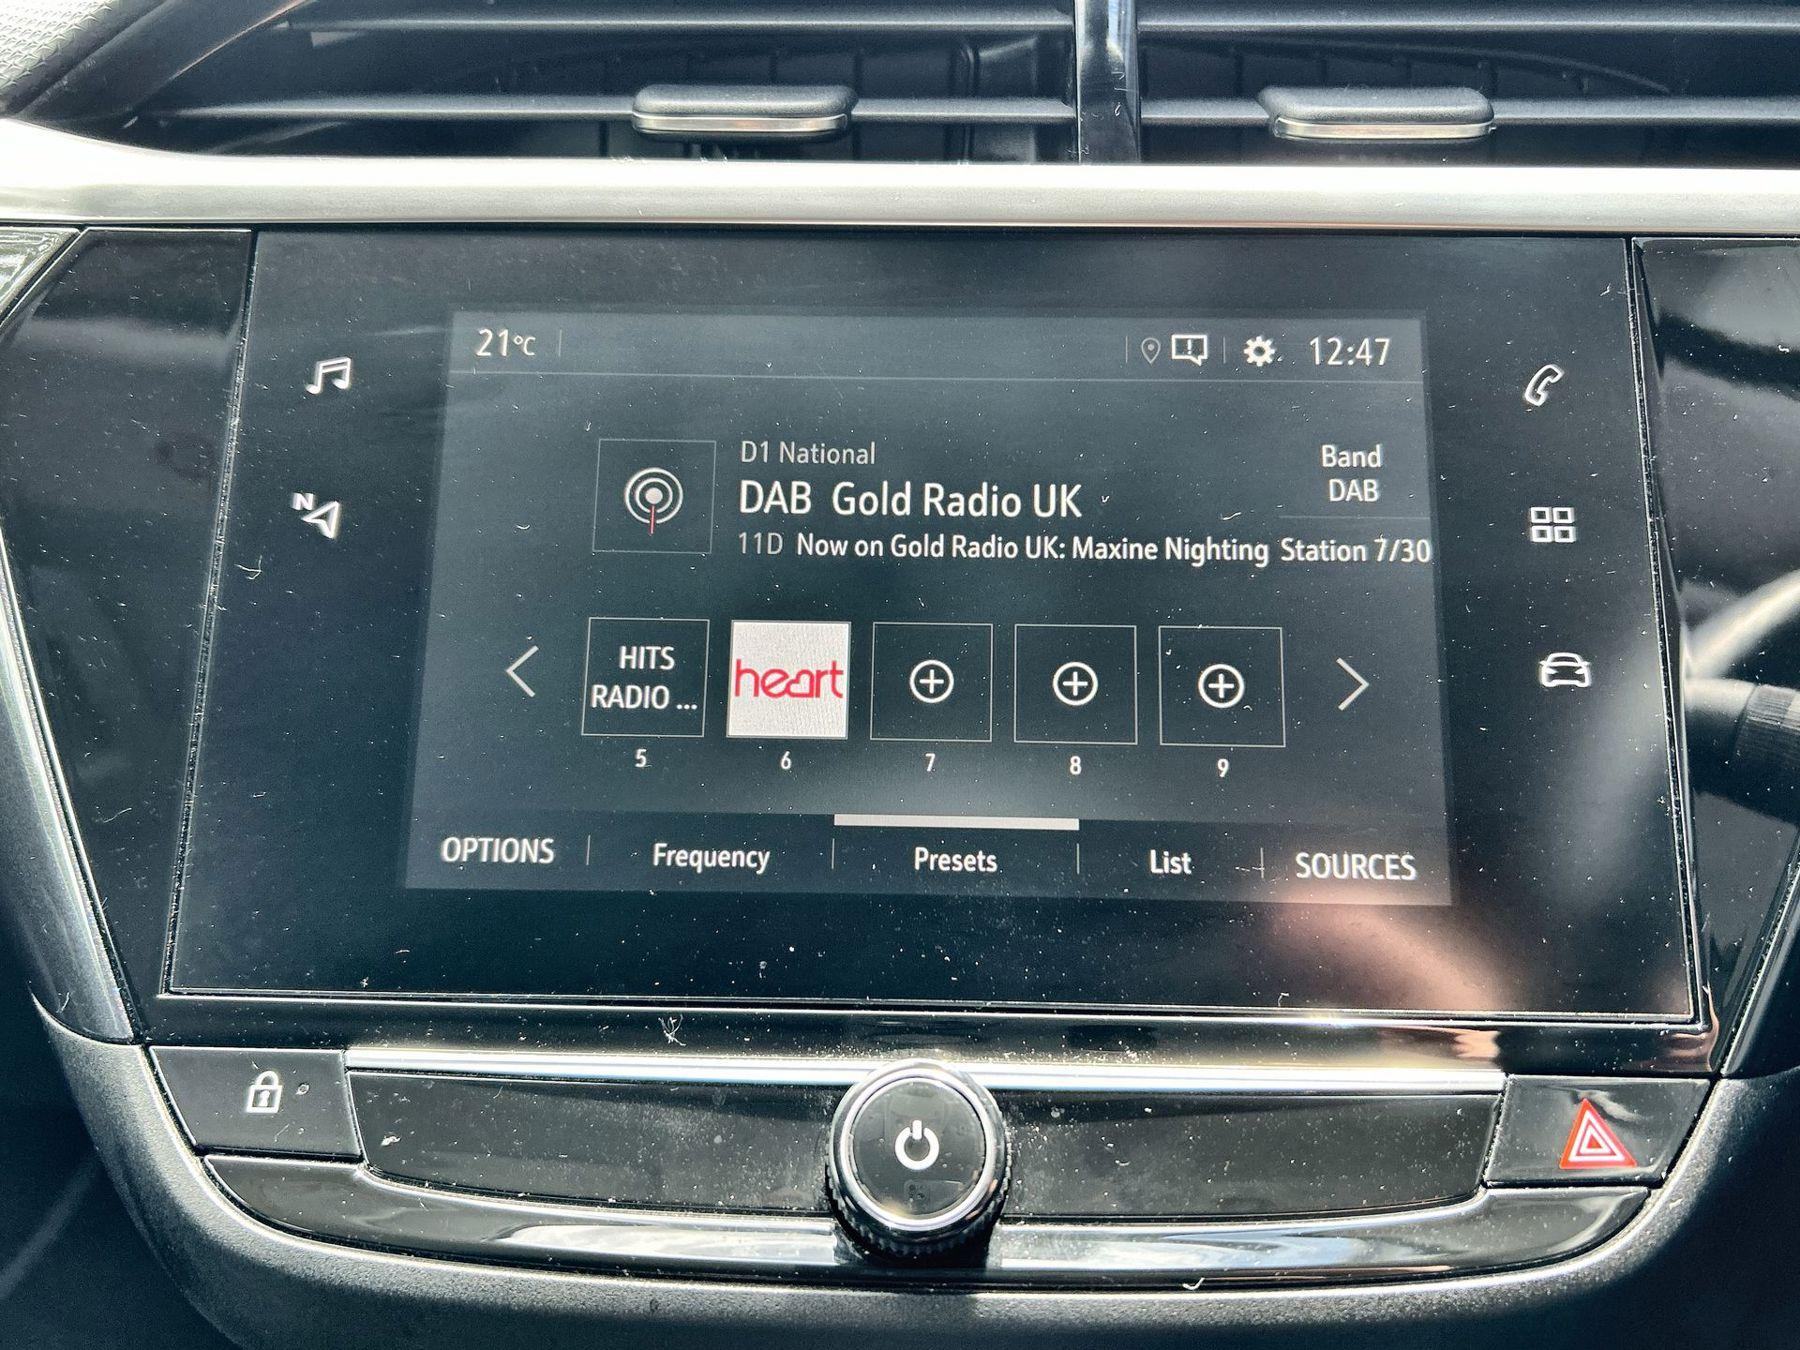 21°C
12:47
D1 National
DAB Gold Radio UK
11D Now on Gold Radio UK: Maxine Nighting
Band
DAB
Station 7/30
N
HITS
RADIO ...
heart
5
6
7
8
9
OPTIONS
Frequency
Presets
List
SOURCES